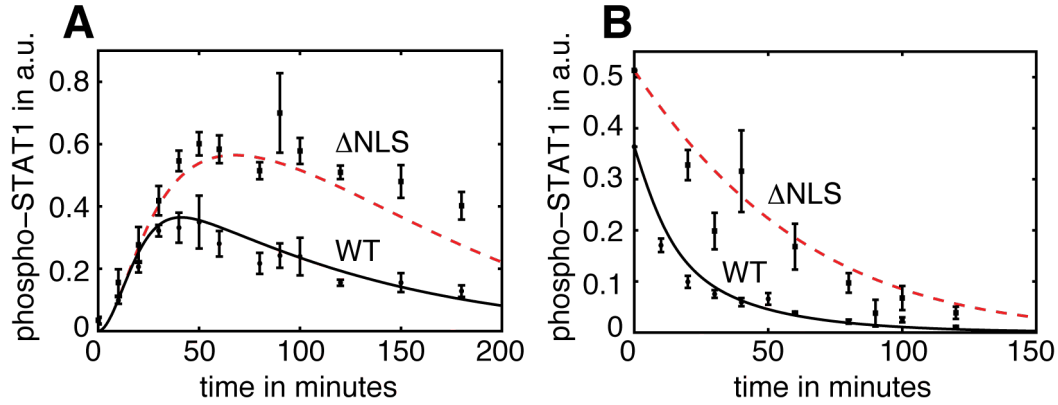 A
phospho-STAT1 in a.u.
0.8
0.6
0.4
0.2
0
ΔNLS
WT
0 50 100 150 200
time in minutes
B
phospho-STAT1 in a.u.
0.5
0.4
0.3
0.2
0.1
0
ΔNLS
WT
0 50 100 150
time in minutes